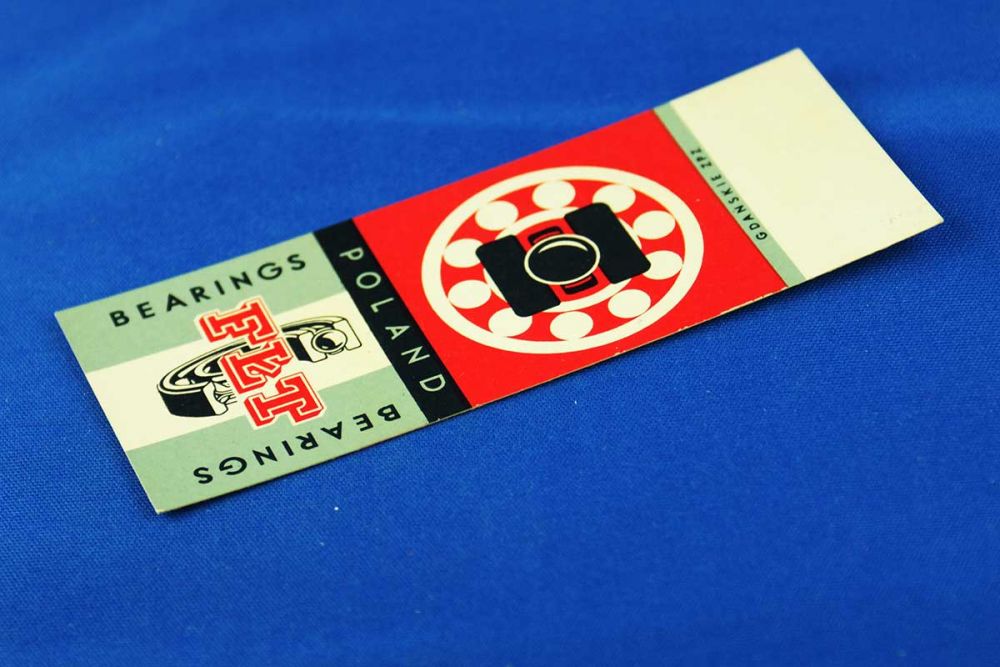 BEARINGS
FŁT
BEARINGS
POLAND
GDAŃSKIE ZPZ